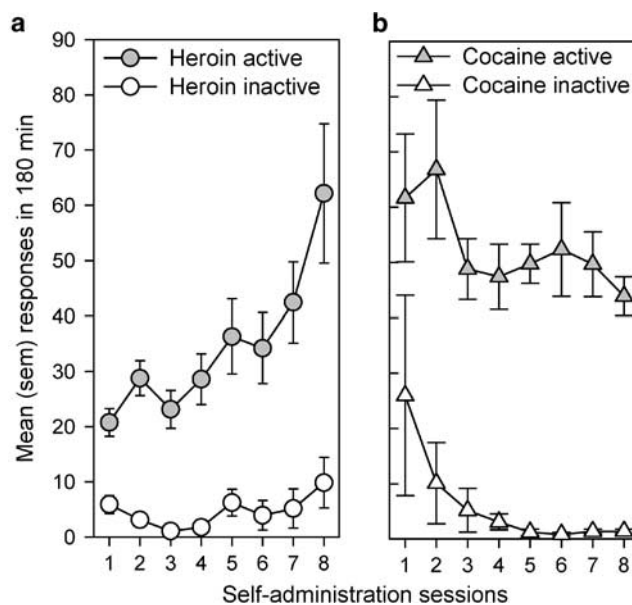 a
b
Heroin active
Heroin inactive
Cocaine active
Cocaine inactive
Mean (sem) responses in 180 min
90
80
70
60
50
40
30
20
10
0
1 2 3 4 5 6 7 8
1 2 3 4 5 6 7 8
Self-administration sessions